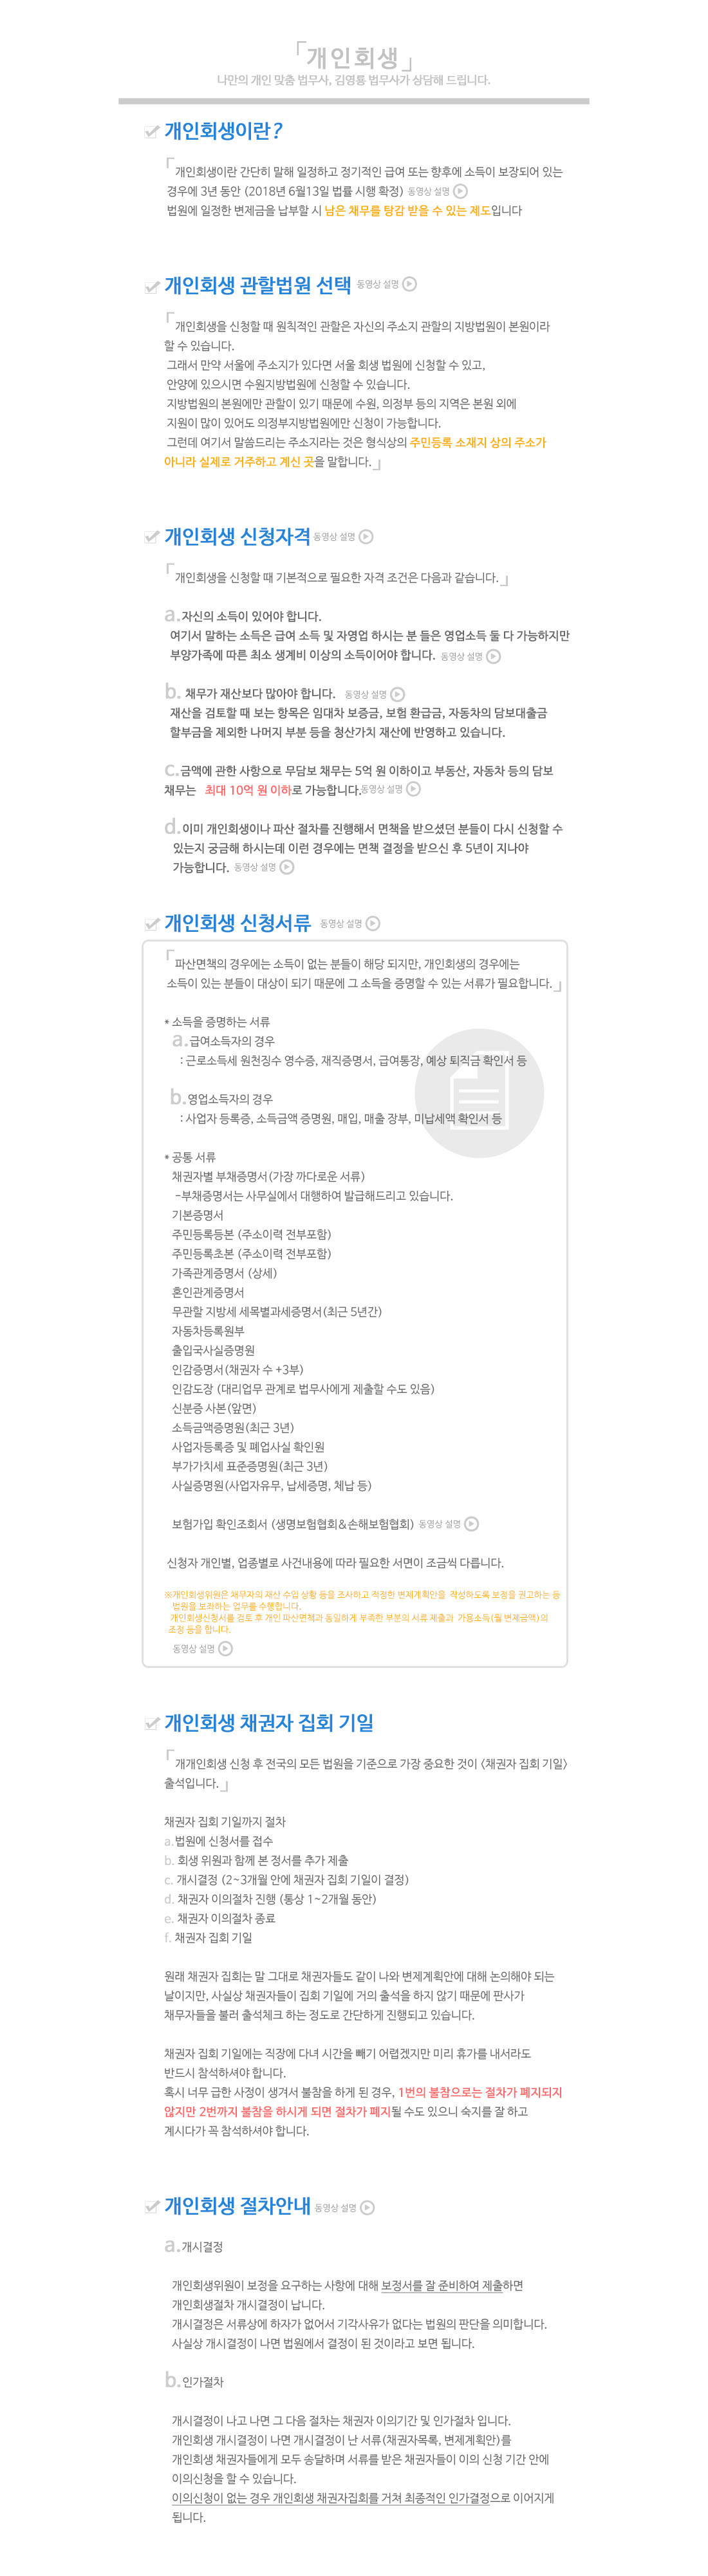 「개인회생」
나만의 개인 맞춤 법무사, 김영룡 법무사가 상담해 드립니다.
개인회생이란?
「개인회생이란 간단히 말해 일정하고 정기적인 급여 또는 향후에 소득이 보장되어 있는
경우에 3년 동안 (2018년 6월13일 법률 시행 확정) 동영상 설명
법원에 일정한 변제금을 납부할 시 남은 채무를 탕감 받을 수 있는 제도입니다
개인회생 관할법원 선택 동영상 설명
「개인회생을 신청할 때 원칙적인 관할은 자신의 주소지 관할의 지방법원이 본원이라
할 수 있습니다.
그래서 만약 서울에 주소지가 있다면 서울 회생 법원에 신청할 수 있고,
안양에 있으시면 수원지방법원에 신청할 수 있습니다.
지방법원의 본원에만 관할이 있기 때문에 수원, 의정부 등의 지역은 본원 외에
지원이 많이 있어도 의정부지방법원에만 신청이 가능합니다.
그런데 여기서 말씀드리는 주소지라는 것은 형식상의 주민등록 소재지 상의 주소가
아니라 실제로 거주하고 계신 곳을 말합니다.」
개인회생 신청자격 동영상 설명
「개인회생을 신청할 때 기본적으로 필요한 자격 조건은 다음과 같습니다.」
a.자신의 소득이 있어야 합니다.
여기서 말하는 소득은 급여 소득 및 자영업 하시는 분 들은 영업소득 둘 다 가능하지만
부양가족에 따른 최소 생계비 이상의 소득이어야 합니다. 동영상 설명
b. 채무가 재산보다 많아야 합니다. 동영상 설명
재산을 검토할 때 보는 항목은 임대차 보증금, 보험 환급금, 자동차의 담보대출금
할부금을 제외한 나머지 부분 등을 청산가치 재산에 반영하고 있습니다.
c.금액에 관한 사항으로 무담보 채무는 5억 원 이하이고 부동산, 자동차 등의 담보
채무는 최대 10억 원 이하로 가능합니다.동영상 설명
d.이미 개인회생이나 파산 절차를 진행해서 면책을 받으셨던 분들이 다시 신청할 수
있는지 궁금해 하시는데 이런 경우에는 면책 결정을 받으신 후 5년이 지나야
가능합니다. 동영상 설명
개인회생 신청서류 동영상 설명
「파산면책의 경우에는 소득이 없는 분들이 해당 되지만, 개인회생의 경우에는
소득이 있는 분들이 대상이 되기 때문에 그 소득을 증명할 수 있는 서류가 필요합니다.」
* 소득을 증명하는 서류
a.급여소득자의 경우
: 근로소득세 원천징수 영수증, 재직증명서, 급여통장, 예상 퇴직금 확인서 등
b.영업소득자의 경우
: 사업자 등록증, 소득금액 증명원, 매입, 매출 장부, 미납세액 확인서 등
* 공통 서류
채권자별 부채증명서(가장 까다로운 서류)
-부채증명서는 사무실에서 대행하여 발급해드리고 있습니다.
기본증명서
주민등록등본 (주소이력 전부포함)
주민등록초본 (주소이력 전부포함)
가족관계증명서 (상세)
혼인관계증명서
무관할 지방세 세목별과세증명서(최근 5년간)
자동차등록원부
출입국사실증명원
인감증명서(채권자 수 +3부)
인감도장 (대리업무 관계로 법무사에게 제출할 수도 있음)
신분증 사본(앞면)
소득금액증명원(최근 3년)
사업자등록증 및 폐업사실 확인원
부가가치세 표준증명원(최근 3년)
사실증명원(사업자유무, 납세증명, 체납 등)
보험가입 확인조회서 (생명보험협회&손해보험협회) 동영상 설명
신청자 개인별, 업종별로 사건내용에 따라 필요한 서면이 조금씩 다릅니다.
※개인회생위원은 채무자의 재산 수입 상황 등을 조사하고 적정한 변제계획안을 작성하도록 보정을 권고하는 등
법원을 보좌하는 업무를 수행합니다.
개인회생신청서를 검토 후 개인 파산면책과 동일하게 부족한 부분의 서류 제출과 가용소득(월 변제금액)의
조정 등을 합니다.
동영상 설명
개인회생 채권자 집회 기일
「개개인회생 신청 후 전국의 모든 법원을 기준으로 가장 중요한 것이 <채권자 집회 기일>
출석입니다.」
채권자 집회 기일까지 절차
a.법원에 신청서를 접수
b. 회생 위원과 함께 본 정서를 추가 제출
c. 개시결정 (2~3개월 안에 채권자 집회 기일이 결정)
d. 채권자 이의절차 진행 (통상 1~2개월 동안)
e. 채권자 이의절차 종료
f. 채권자 집회 기일
원래 채권자 집회는 말 그대로 채권자들도 같이 나와 변제계획안에 대해 논의해야 되는
날이지만, 사실상 채권자들이 집회 기일에 거의 출석을 하지 않기 때문에 판사가
채무자들을 불러 출석체크 하는 정도로 간단하게 진행되고 있습니다.
채권자 집회 기일에는 직장에 다녀 시간을 빼기 어렵겠지만 미리 휴가를 내서라도
반드시 참석하셔야 합니다.
혹시 너무 급한 사정이 생겨서 불참을 하게 된 경우, 1번의 불참으로는 절차가 폐지되지
않지만 2번까지 불참을 하시게 되면 절차가 폐지될 수도 있으니 숙지를 잘 하고
계시다가 꼭 참석하셔야 합니다.
개인회생 절차안내 동영상 설명
a.개시결정
개인회생위원이 보정을 요구하는 사항에 대해 보정서를 잘 준비하여 제출하면
개인회생절차 개시결정이 납니다.
개시결정은 서류상에 하자가 없어서 기각사유가 없다는 법원의 판단을 의미합니다.
사실상 개시결정이 나면 법원에서 결정이 된 것이라고 보면 됩니다.
b.인가절차
개시결정이 나고 나면 그 다음 절차는 채권자 이의기간 및 인가절차 입니다.
개인회생 개시결정이 나면 개시결정이 난 서류(채권자목록, 변제계획안)를
개인회생 채권자들에게 모두 송달하며 서류를 받은 채권자들이 이의 신청 기간 안에
이의신청을 할 수 있습니다.
이의신청이 없는 경우 개인회생 채권자집회를 거쳐 최종적인 인가결정으로 이어지게
됩니다.